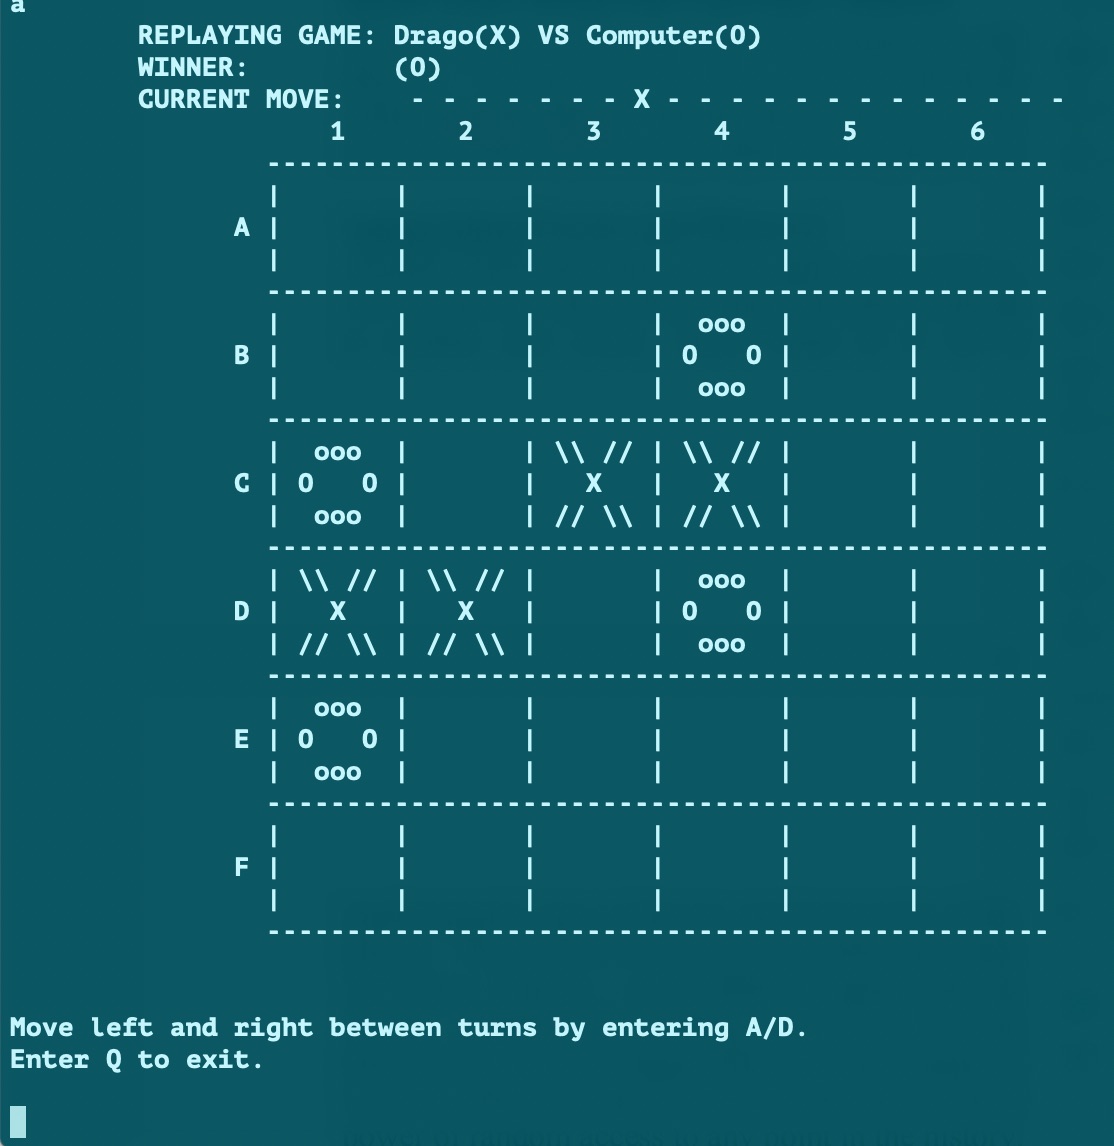 a
REPLAYING GAME: Drago(X) VS Computer(O)
WINNER:         (O)
CURRENT MOVE:    - - - - - - - X - - - - - - - - - - - - -
1       2       3       4       5       6
-------------------------------------------------
|       |       |       |       |       |       |
A |       |       |       |       |       |       |
|       |       |       |       |       |       |
-------------------------------------------------
|       |       |       |  ooo  |       |       |
B |       |       |       | O   O |       |       |
|       |       |       |  ooo  |       |       |
-------------------------------------------------
|  ooo  |       | \\ // | \\ // |       |       |
C | O   O |       |   X   |   X   |       |       |
|  ooo  |       | // \\ | // \\ |       |       |
-------------------------------------------------
| \\ // | \\ // |       |  ooo  |       |       |
D |   X   |   X   |       | O   O |       |       |
| // \\ | // \\ |       |  ooo  |       |       |
-------------------------------------------------
|  ooo  |       |       |       |       |       |
E | O   O |       |       |       |       |       |
|  ooo  |       |       |       |       |       |
-------------------------------------------------
|       |       |       |       |       |       |
F |       |       |       |       |       |       |
|       |       |       |       |       |       |
-------------------------------------------------
Move left and right between turns by entering A/D.
Enter Q to exit.